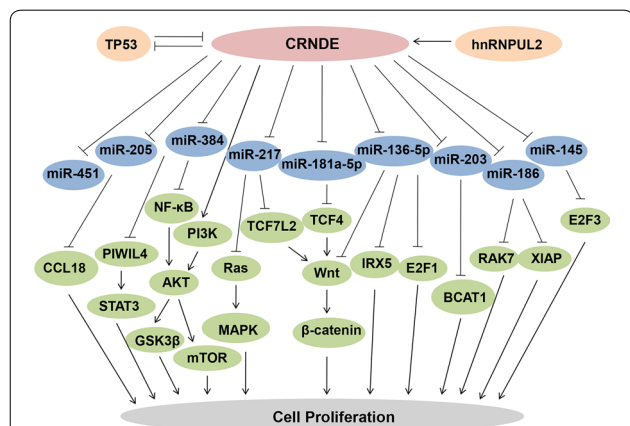 TP53
CRNDE
hnRNPUL2
miR-451
miR-205
miR-384
miR-217
miR-181a-5p
miR-136-5p
miR-203
miR-186
miR-145
NF-κB
PI3K
TCF7L2
TCF4
E2F3
CCL18
PIWIL4
AKT
Ras
Wnt
IRX5
E2F1
RAK7
XIAP
STAT3
BCAT1
GSK3β
mTOR
MAPK
β-catenin
Cell Proliferation